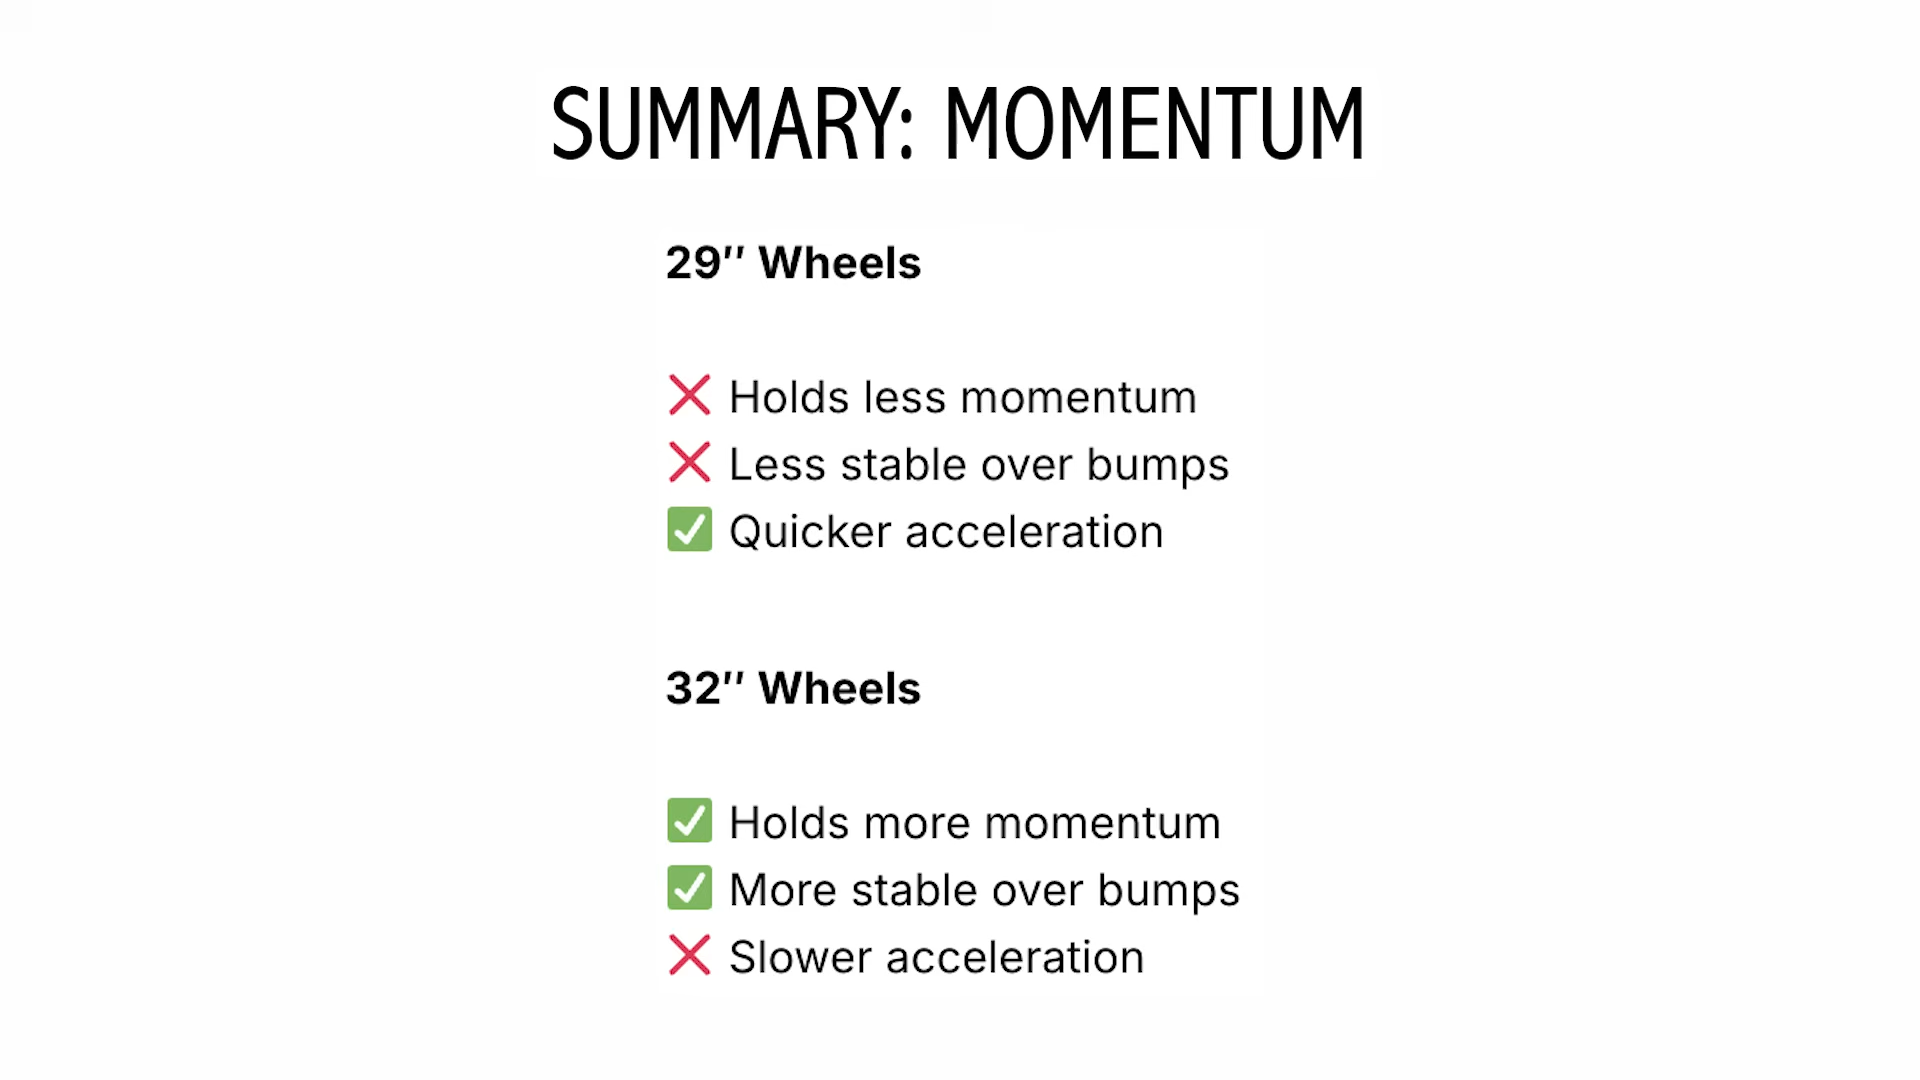 SUMMARY: MOMENTUM
29″ Wheels
❌ Holds less momentum
❌ Less stable over bumps
✅ Quicker acceleration
32″ Wheels
✅ Holds more momentum
✅ More stable over bumps
❌ Slower acceleration